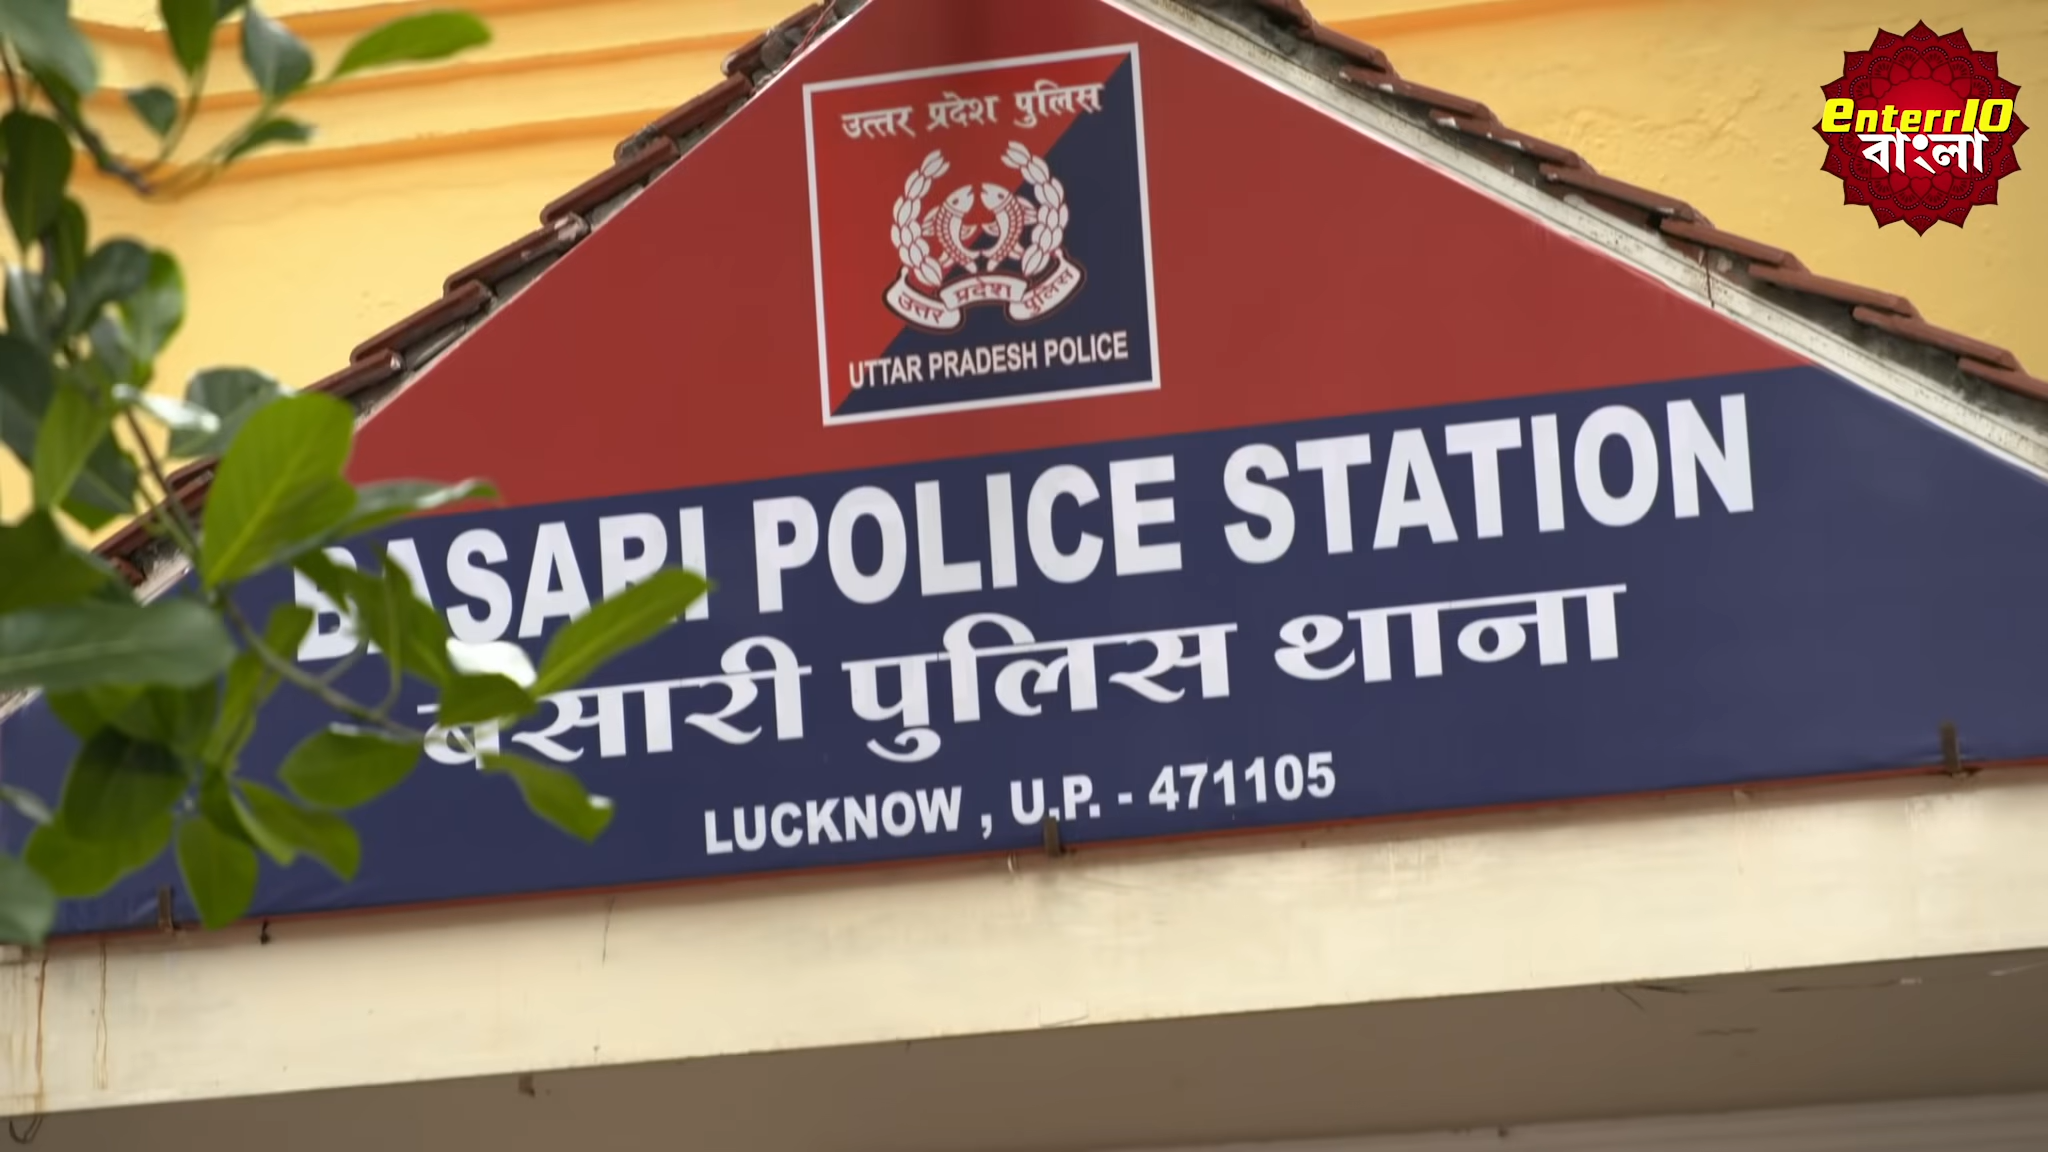 उत्तर प्रदेश पुलिस
उत्तर प्रदेश पुलिस
UTTAR PRADESH POLICE
BASARI POLICE STATION
बसारी पुलिस थाना
LUCKNOW , U.P. - 471105
enterr10
বাংলা